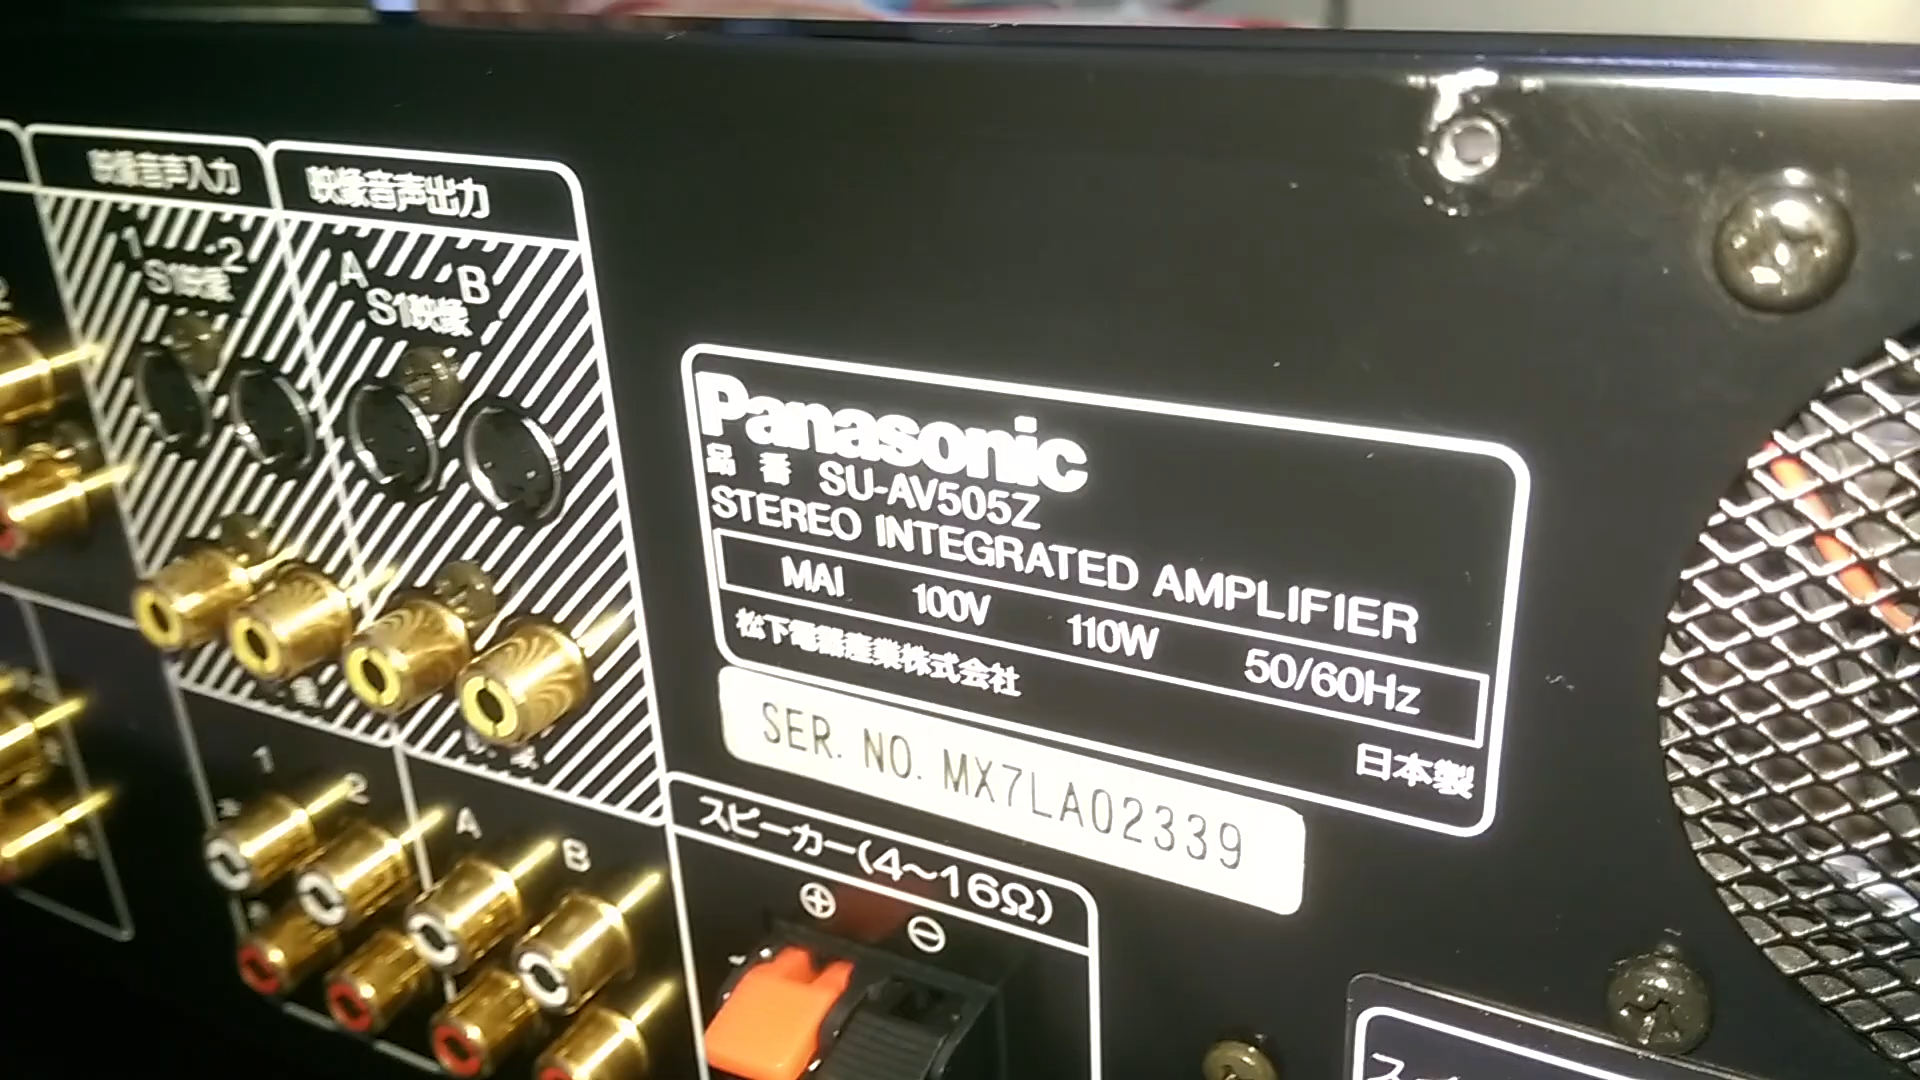 映像音声入力
映像音声出力
1 2
S1映像
A B
S1映像
Panasonic
品番 SU-AV505Z
STEREO INTEGRATED AMPLIFIER
MAI 100V 110W 50/60Hz
松下電器産業株式会社
日本製
SER. NO. MX7LA02339
1 2
A B
スピーカー(4~16Ω)
⊕ ⊖